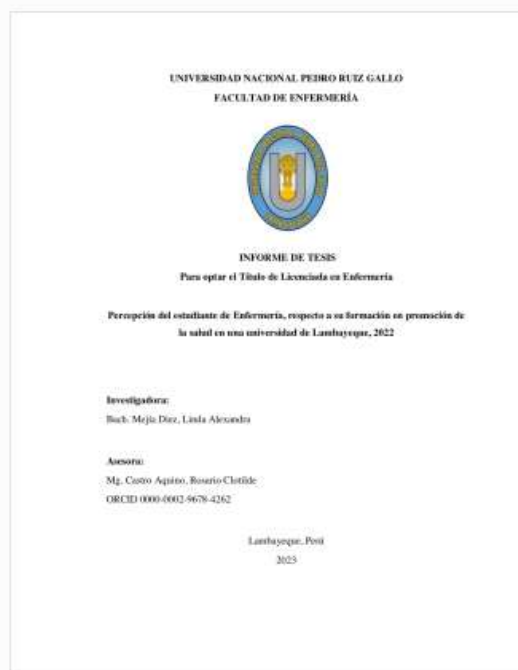 UNIVERSIDAD NACIONAL PEDRO RUIZ GALLO
FACULTAD DE ENFERMERÍA
INFORME DE TESIS
Para optar el Título de Licenciada en Enfermería
Percepción del estudiante de Enfermería, respecto a su formación en promoción de
la salud en una universidad de Lambayeque, 2022
Investigadora:
Bach. Mejía Díez, Linda Alexandra
Asesora:
Mg. Castro Aquino, Rosario Clotilde
ORCID 0000-0002-9678-4262
Lambayeque, Perú
2023